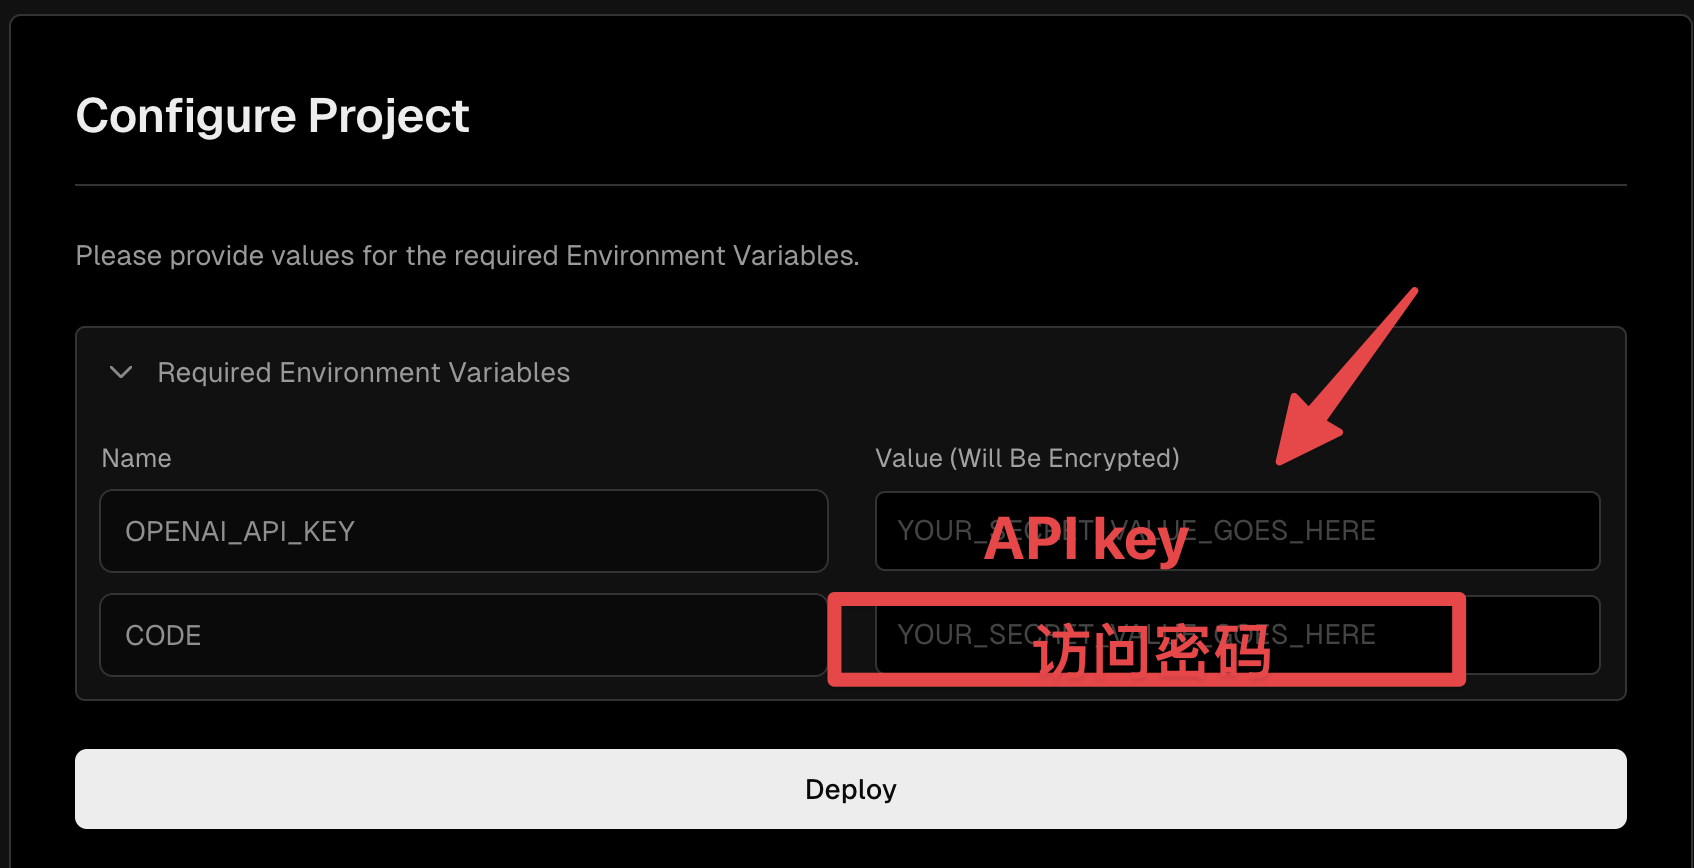 Configure Project
Please provide values for the required Environment Variables.
Required Environment Variables
Name
Value (Will Be Encrypted)
OPENAI_API_KEY
YOUR_SECRET_VALUE_GOES_HERE
API key
CODE
YOUR_SECRET_VALUE_GOES_HERE
访问密码
Deploy